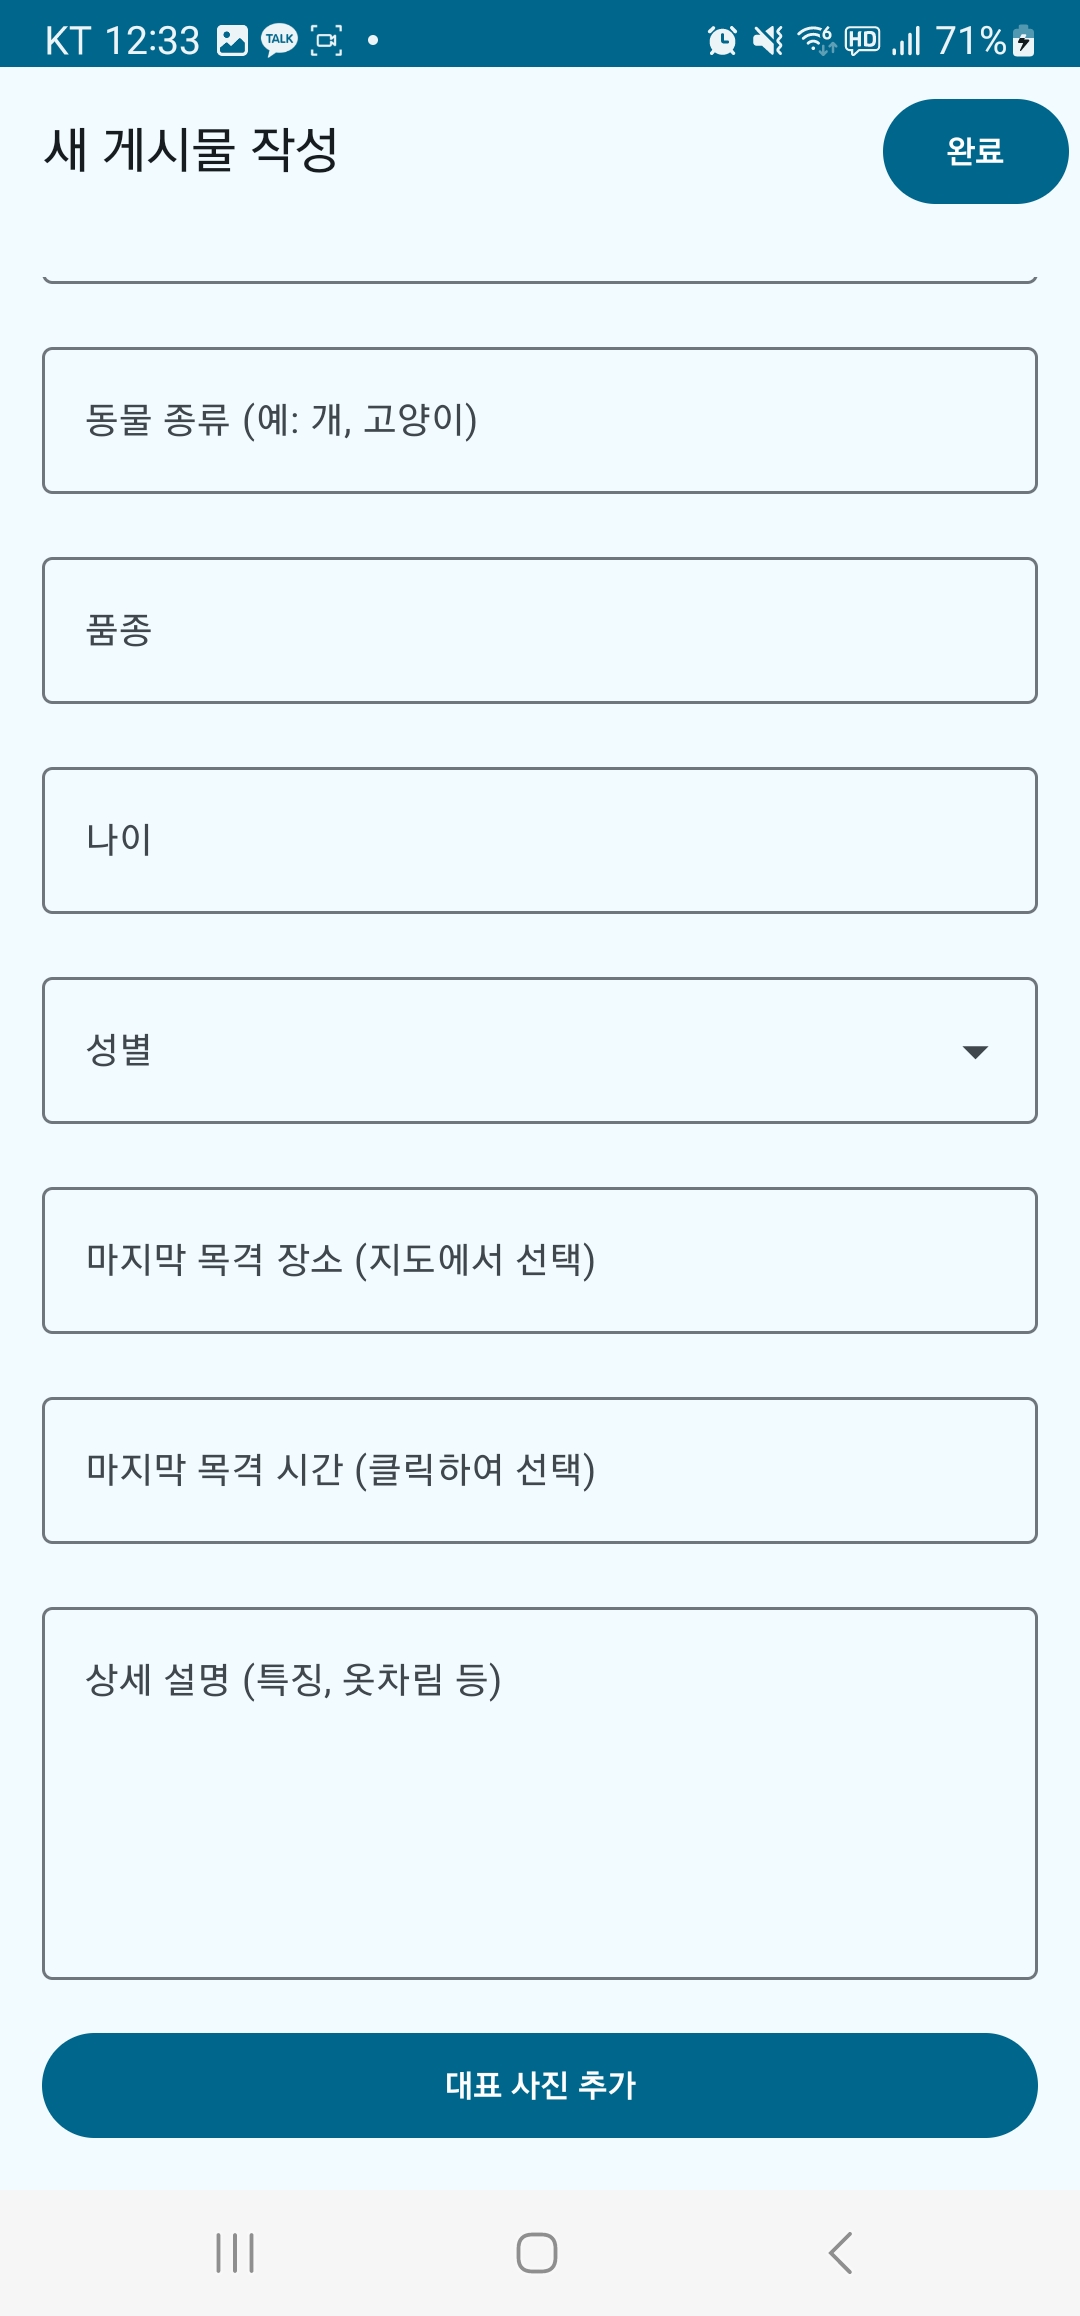 KT 12:33 TALK 6 HD 71%
새 게시물 작성
완료
동물 종류 (예: 개, 고양이)
품종
나이
성별
마지막 목격 장소 (지도에서 선택)
마지막 목격 시간 (클릭하여 선택)
상세 설명 (특징, 옷차림 등)
대표 사진 추가